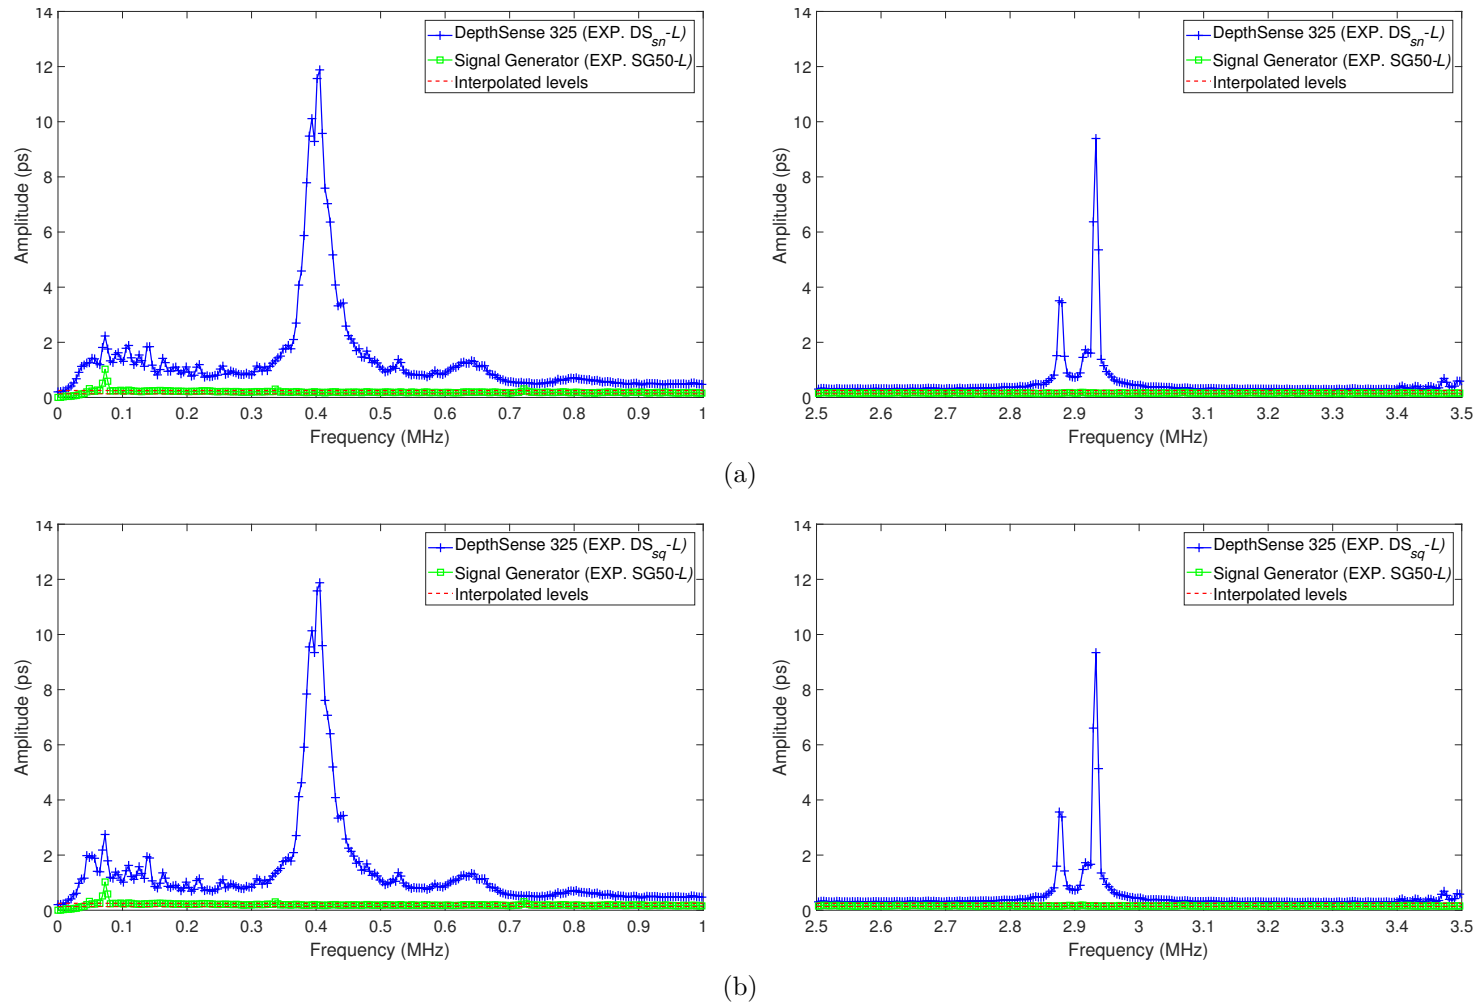 14
12
10
8
6
4
2
0
Amplitude (ps)
DepthSense 325 (EXP. DS_sn-L)
Signal Generator (EXP. SG50-L)
Interpolated levels
0 0.1 0.2 0.3 0.4 0.5 0.6 0.7 0.8 0.9 1
Frequency (MHz)
14
12
10
8
6
4
2
0
Amplitude (ps)
DepthSense 325 (EXP. DS_sn-L)
Signal Generator (EXP. SG50-L)
Interpolated levels
2.5 2.6 2.7 2.8 2.9 3 3.1 3.2 3.3 3.4 3.5
Frequency (MHz)
(a)
14
12
10
8
6
4
2
0
Amplitude (ps)
DepthSense 325 (EXP. DS_sq-L)
Signal Generator (EXP. SG50-L)
Interpolated levels
0 0.1 0.2 0.3 0.4 0.5 0.6 0.7 0.8 0.9 1
Frequency (MHz)
14
12
10
8
6
4
2
0
Amplitude (ps)
DepthSense 325 (EXP. DS_sq-L)
Signal Generator (EXP. SG50-L)
Interpolated levels
2.5 2.6 2.7 2.8 2.9 3 3.1 3.2 3.3 3.4 3.5
Frequency (MHz)
(b)